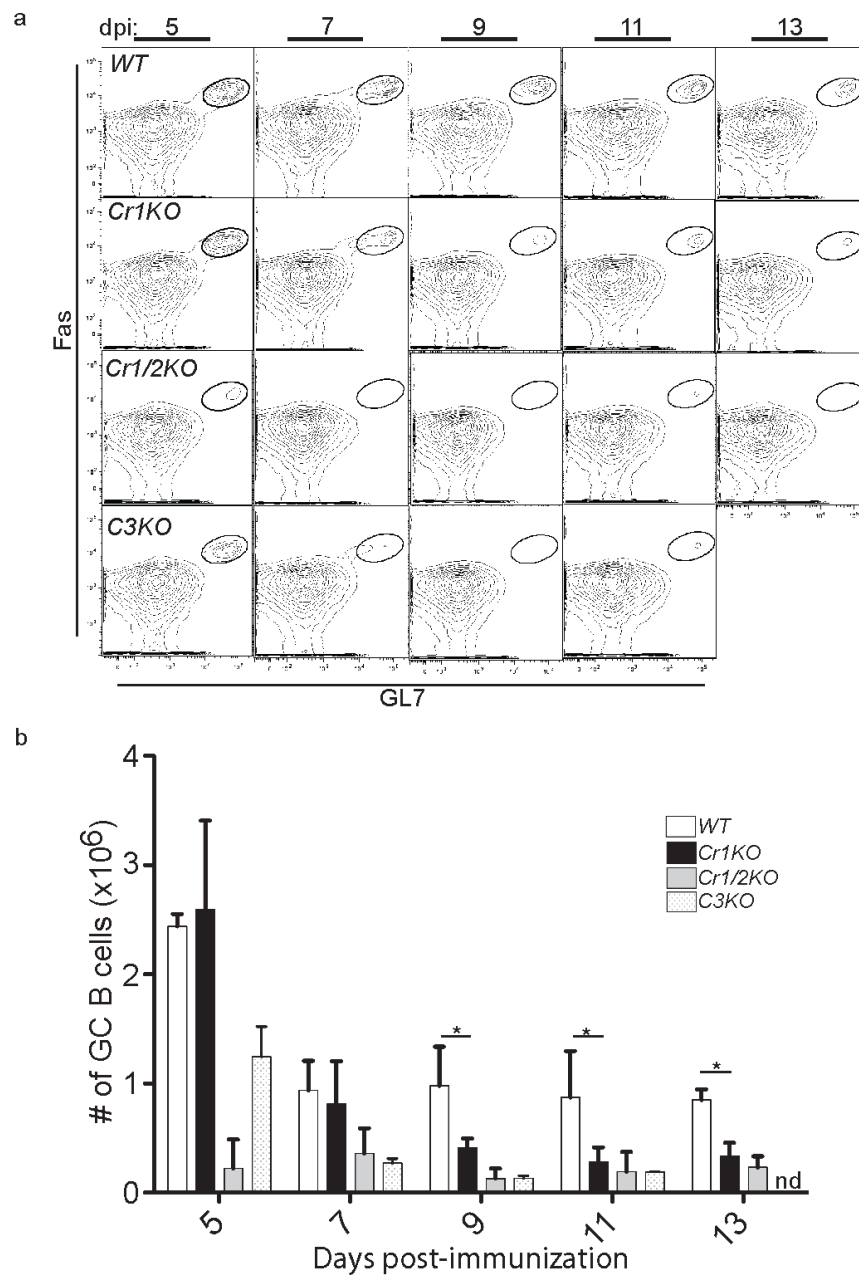 a
dpi: 5 7 9 11 13
WT
Cr1KO
Fas
Cr1/2KO
C3KO
GL7
b
4
3
2
1
0
# of GC B cells (x10⁶)
WT
Cr1KO
Cr1/2KO
C3KO
* * *
nd
5 7 9 11 13
Days post-immunization